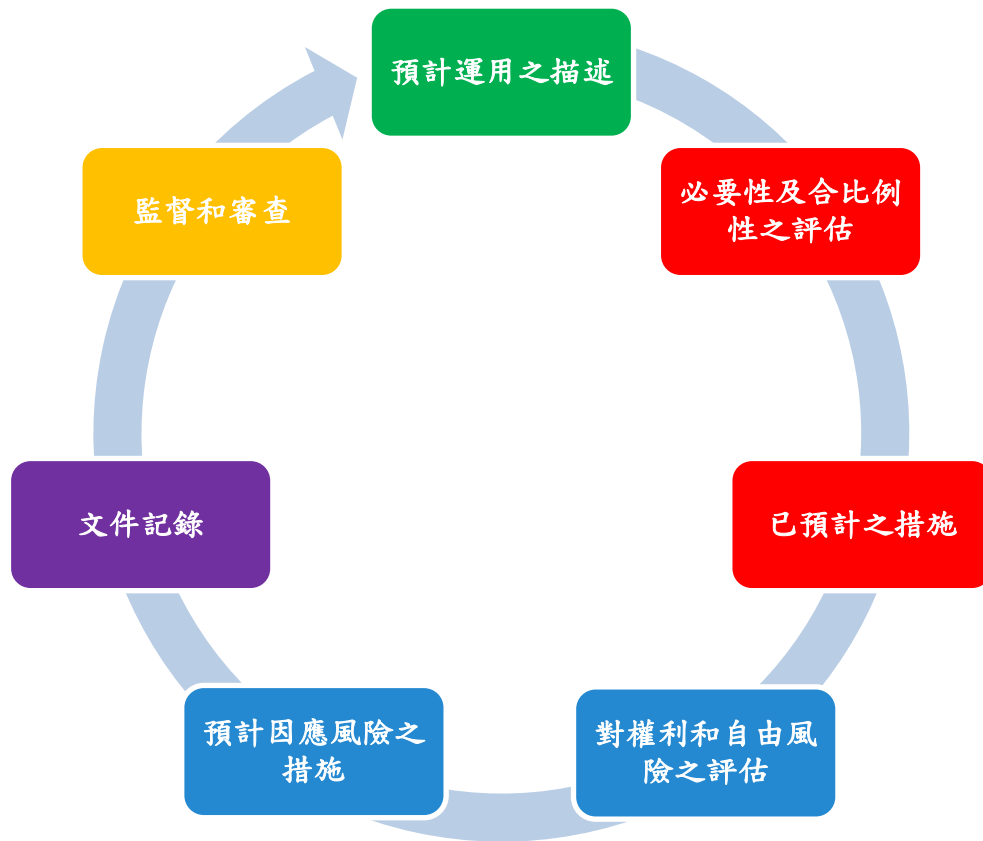 預計運用之描述
必要性及合比例
性之評估
已預計之措施
對權利和自由風
險之評估
預計因應風險之
措施
文件記錄
監督和審查